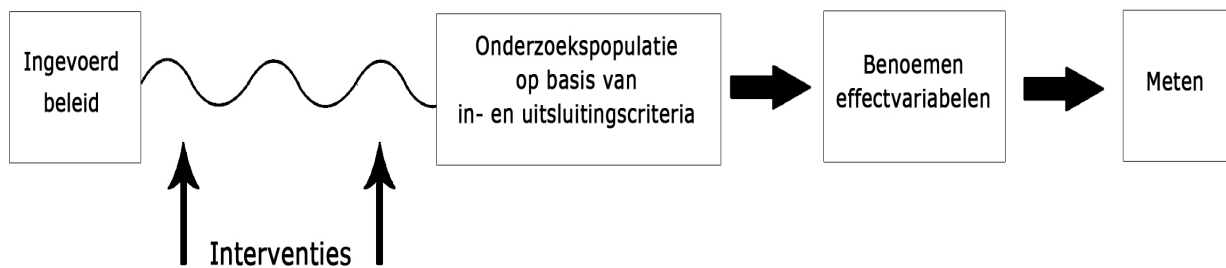 Ingevoerd
beleid
Onderzoekspopulatie
op basis van
in- en uitsluitingscriteria
Benoemen
effectvariabelen
Meten
Interventies